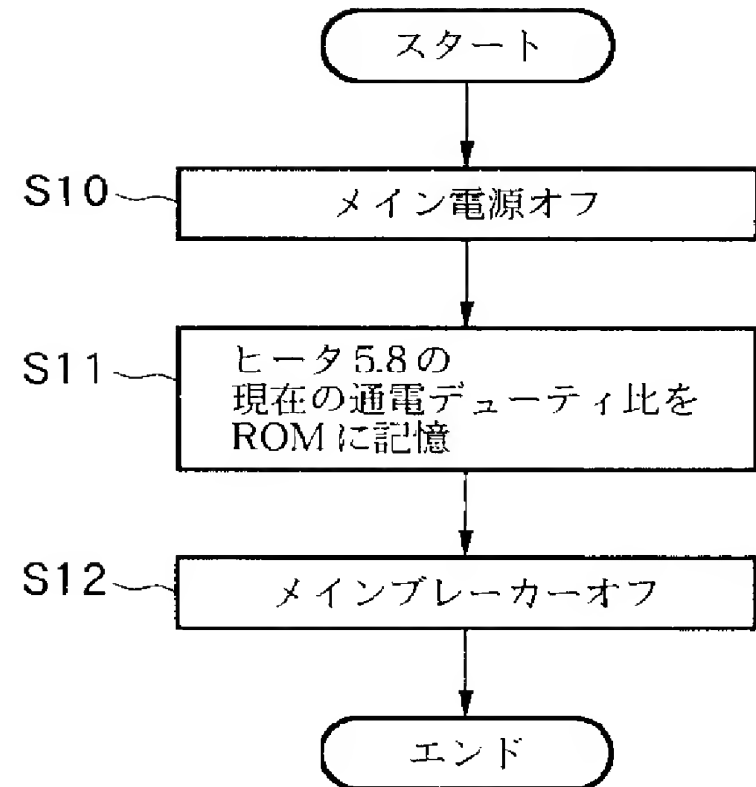 スタート
S10
メイン電源オフ
S11
ヒータ5.8の
現在の通電デューティ比を
ROMに記憶
S12
メインブレーカーオフ
エンド